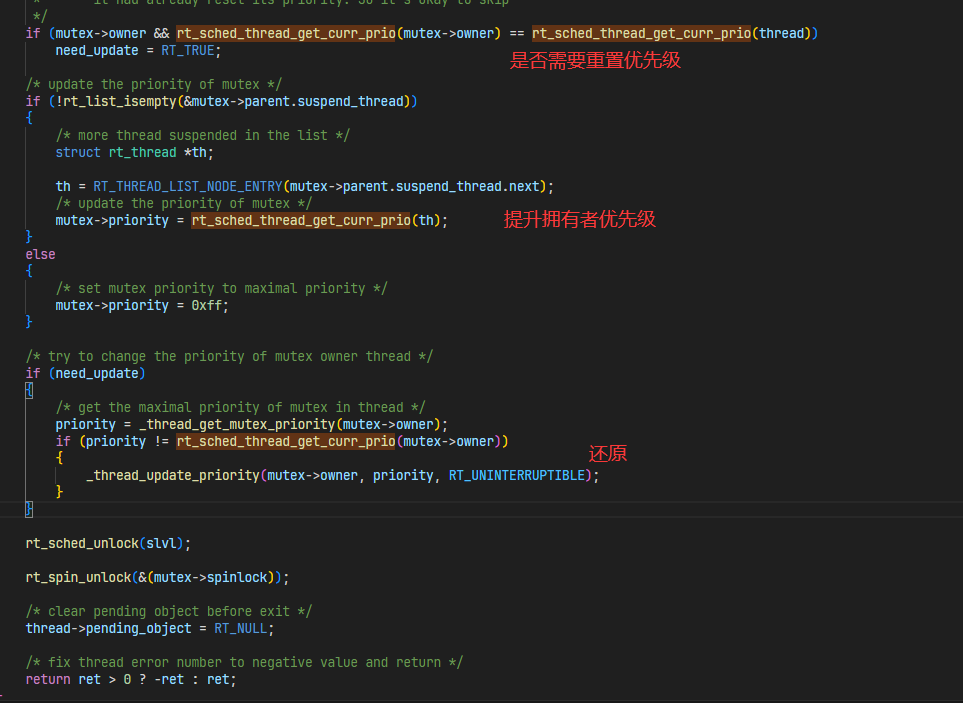 it had already reset its priority. So it's okay to skip
*/
if (mutex->owner && rt_sched_thread_get_curr_prio(mutex->owner) == rt_sched_thread_get_curr_prio(thread))
need_update = RT_TRUE;
是否需要重置优先级
/* update the priority of mutex */
if (!rt_list_isempty(&mutex->parent.suspend_thread))
{
/* more thread suspended in the list */
struct rt_thread *th;
th = RT_THREAD_LIST_NODE_ENTRY(mutex->parent.suspend_thread.next);
/* update the priority of mutex */
mutex->priority = rt_sched_thread_get_curr_prio(th);
提升拥有者优先级
}
else
{
/* set mutex priority to maximal priority */
mutex->priority = 0xff;
}
/* try to change the priority of mutex owner thread */
if (need_update)
{
/* get the maximal priority of mutex in thread */
priority = _thread_get_mutex_priority(mutex->owner);
if (priority != rt_sched_thread_get_curr_prio(mutex->owner))
{
还原
_thread_update_priority(mutex->owner, priority, RT_UNINTERRUPTIBLE);
}
}
rt_sched_unlock(slvl);
rt_spin_unlock(&(mutex->spinlock));
/* clear pending object before exit */
thread->pending_object = RT_NULL;
/* fix thread error number to negative value and return */
return ret > 0 ? -ret : ret;